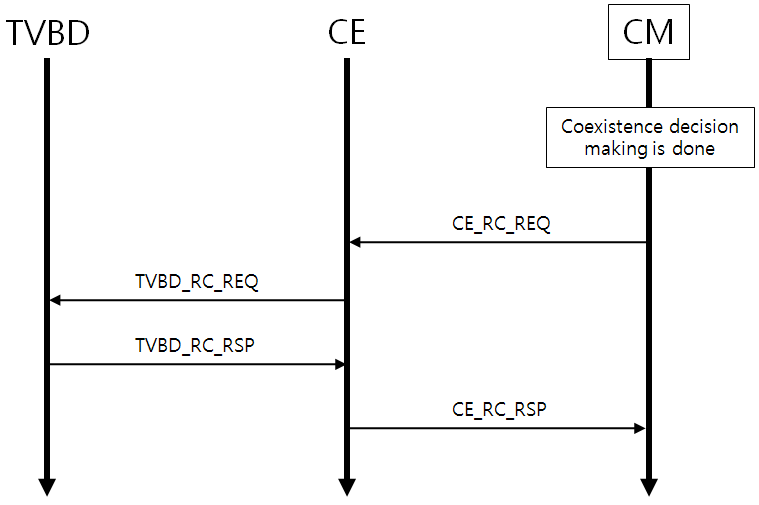 TVBD
CE
CM
Coexistence decision
making is done
CE_RC_REQ
TVBD_RC_REQ
TVBD_RC_RSP
CE_RC_RSP